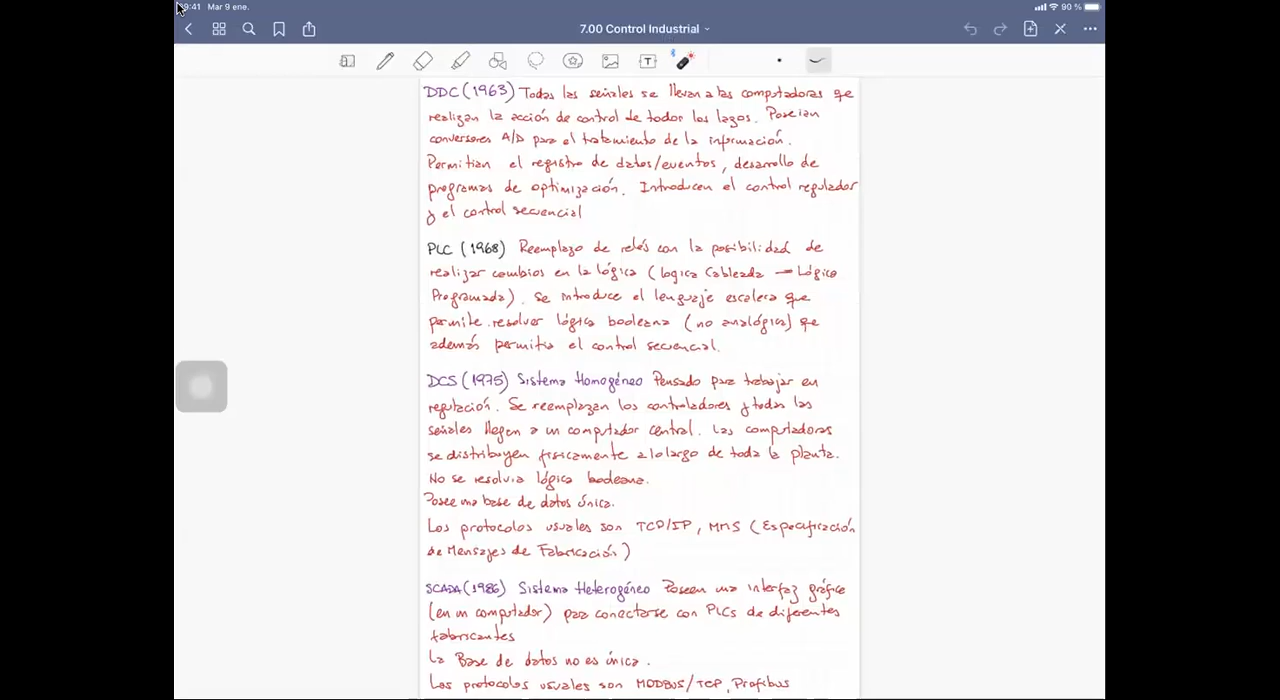 09:41 Mar 9 ene.
90 %
7.00 Control Industrial
DDC (1963) Todas las señales se llevan a las computadoras que
realizan la acción de control de todos los lazos. Poseían
conversores A/D para el tratamiento de la información.
Permitian el registro de datos/eventos, desarrollo de
programas de optimización. Introducen el control regulador
y el control secuencial
PLC (1968) Reemplazo de relés con la posibilidad de
realizar cambios en la lógica (logica Cableada — Lógica
Programada). Se introduce el lenguaje escalera que
permite resolver lógica booleana (no analógica) que
además permitia el control secuencial.
DCS (1975) Sistema Homogéneo Pensado para trabajar en
regulación. Se reemplazan los controladores y todas las
señales llegan a un computador central. Las computadoras
se distribuyen fisicamente a lo largo de toda la planta.
No se resolvia lógica booleana.
Posee una base de datos única.
Los protocolos usuales son TCP/IP, MMS (Especificación
de Mensajes de Fabricación)
SCADA (1986) Sistema Heterogéneo Poseen una interfaz gráfica
(en un computador) para conectarse con PLCs de diferentes
fabricantes
La Base de datos no es única.
Los protocolos usuales son MODBUS/TCP, Profibus